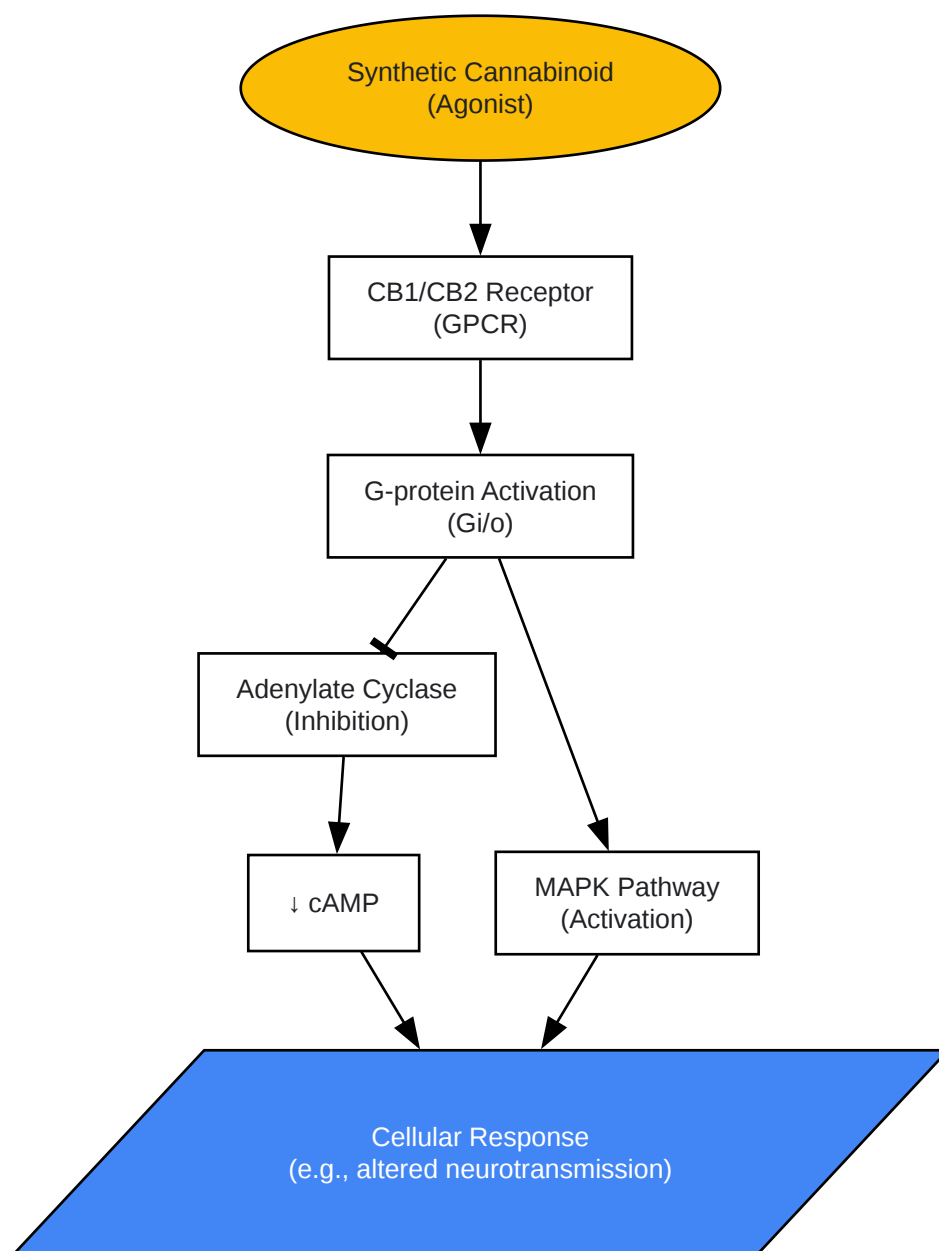 Synthetic Cannabinoid
(Agonist)
CB1/CB2 Receptor
(GPCR)
G-protein Activation
(Gi/o)
Adenylate Cyclase
(Inhibition)
↓ cAMP
MAPK Pathway
(Activation)
Cellular Response
(e.g., altered neurotransmission)